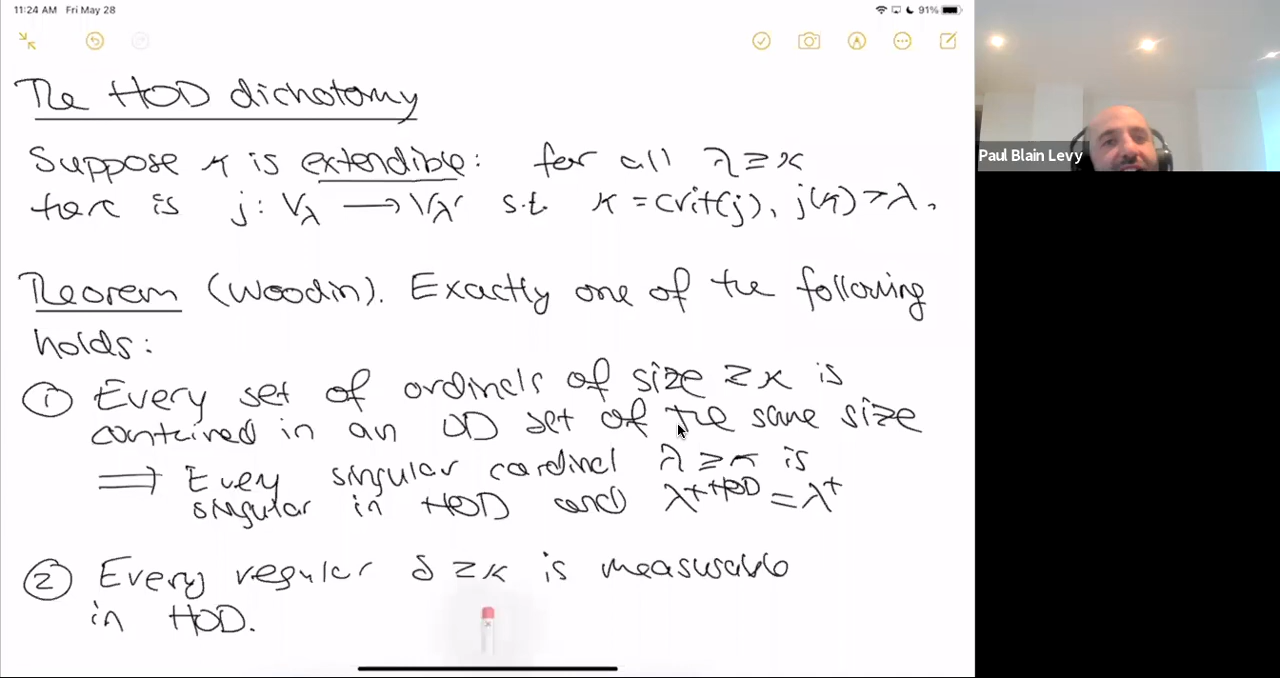 11:24 AM Fri May 28
91%
The HOD dichotomy
Suppose κ is extendible: for all λ ≥ κ
there is j: V_λ → V_λ' s.t. κ = crit(j), j(κ) > λ.
Theorem (Woodin). Exactly one of the following
holds:
① Every set of ordinals of size ≥ κ is
contained in an OD set of the same size
⟹ Every singular cardinal λ ≥ κ is
singular in HOD and λ^{+HOD} = λ^+
② Every regular δ ≥ κ is measurable
in HOD.
Paul Blain Levy